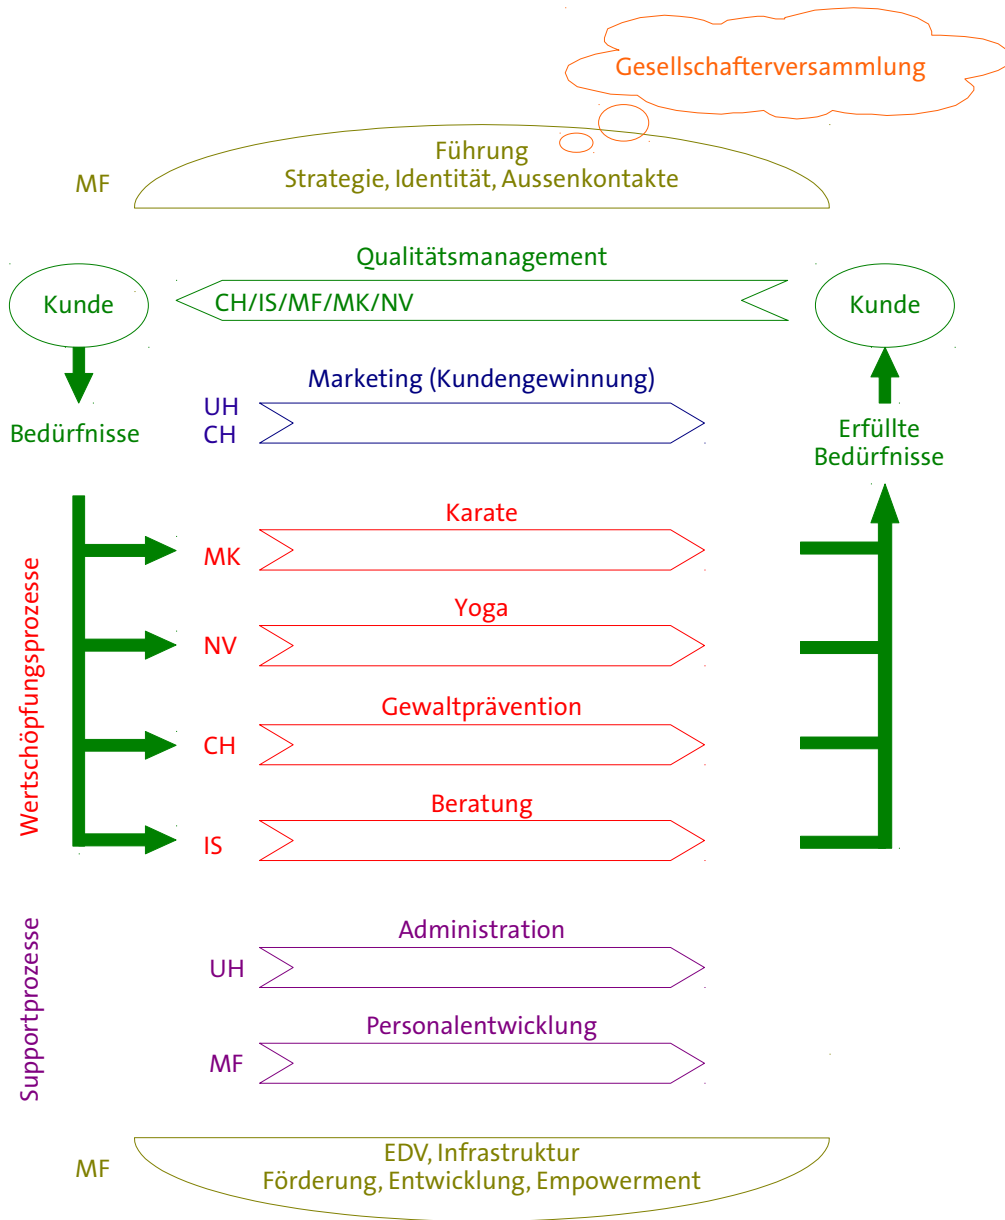 Gesellschafterversammlung
Führung
Strategie, Identität, Aussenkontakte
MF
Qualitätsmanagement
Kunde
CH/IS/MF/MK/NV
Kunde
Marketing (Kundengewinnung)
UH
CH
Bedürfnisse
Erfüllte
Bedürfnisse
Wertschöpfungsprozesse
Karate
MK
Yoga
NV
Gewaltprävention
CH
Beratung
IS
Supportprozesse
Administration
UH
Personalentwicklung
MF
MF
EDV, Infrastruktur
Förderung, Entwicklung, Empowerment